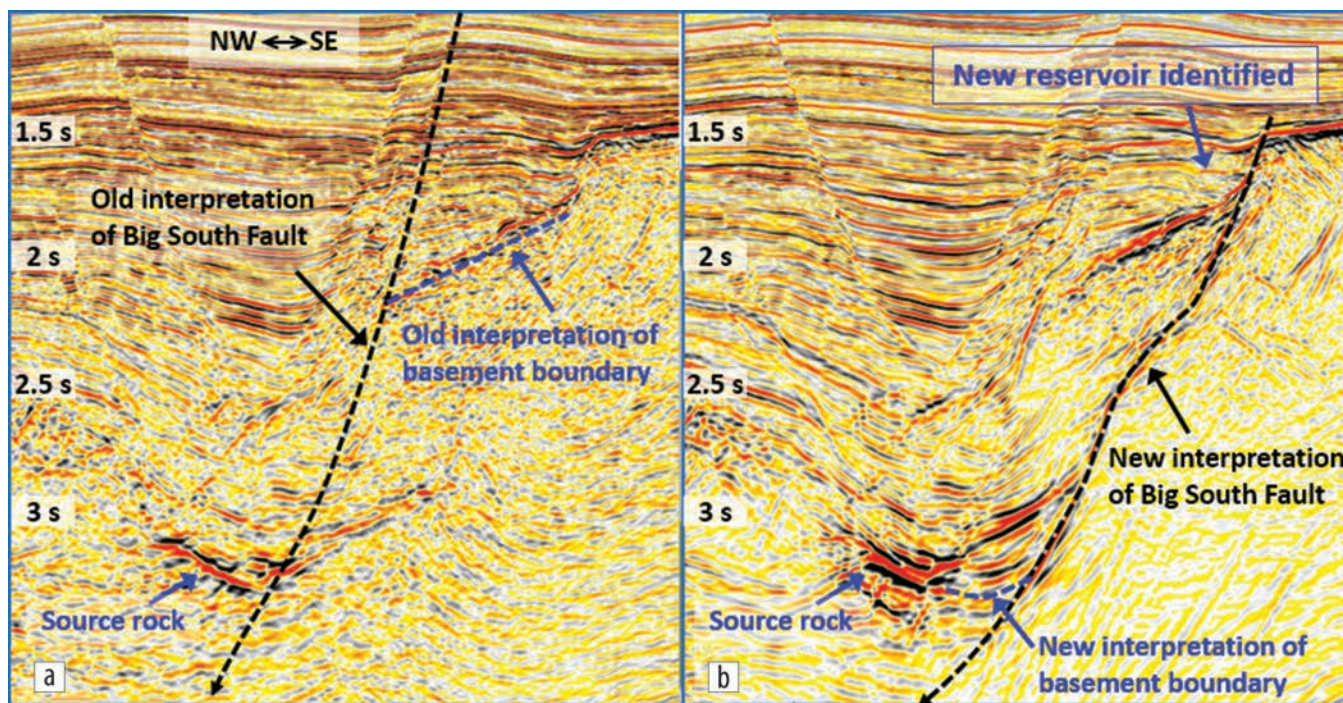 NW ↔ SE
1.5 s
Old interpretation
of Big South Fault
2 s
Old interpretation of
basement boundary
2.5 s
3 s
Source rock
a
New reservoir identified
1.5 s
2 s
2.5 s
New interpretation
of Big South Fault
3 s
Source rock
New interpretation of
basement boundary
b